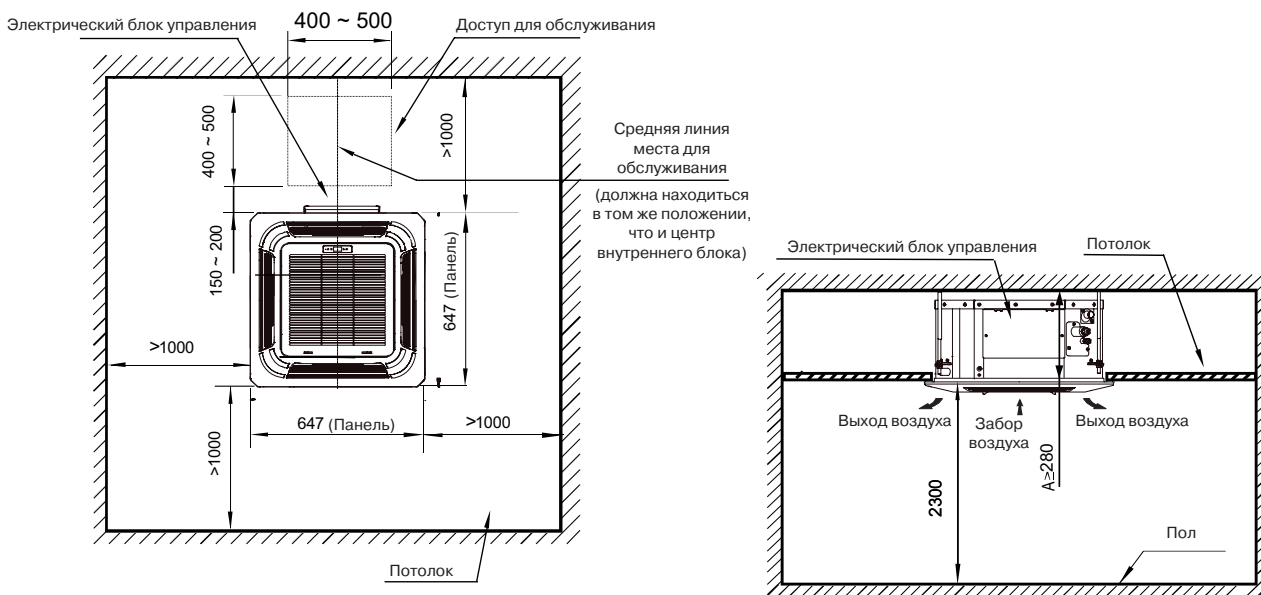 Электрический блок управления
400 ~ 500
Доступ для обслуживания
400 ~ 500
>1000
Средняя линия
места для
обслуживания
(должна находиться
в том же положении,
что и центр
внутреннего блока)
150 ~ 200
647 (Панель)
>1000
647 (Панель)
>1000
>1000
Потолок
Электрический блок управления
Потолок
Выход воздуха
Забор
воздуха
Выход воздуха
A≥280
2300
Пол